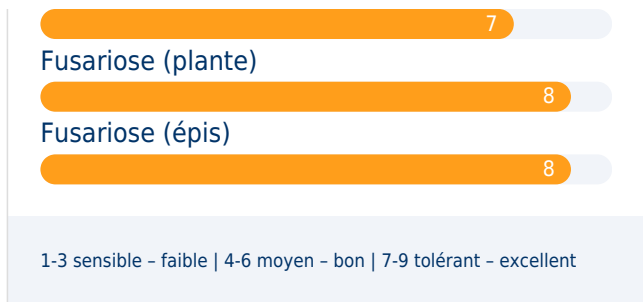 7
Fusariose (plante)
8
Fusariose (épis)
8
1-3 sensible – faible | 4-6 moyen – bon | 7-9 tolérant – excellent